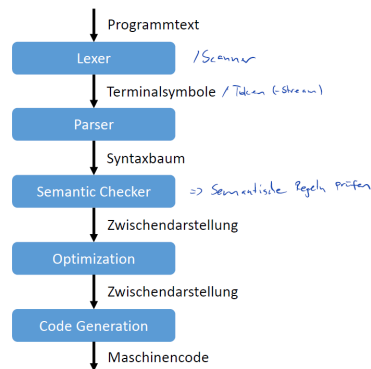 Programmtext
Lexer /Scanner
Terminalsymbole / Token (-Stream)
Parser
Syntaxbaum
Semantic Checker => Semantische Regeln prüfen
Zwischendarstellung
Optimization
Zwischendarstellung
Code Generation
Maschinencode